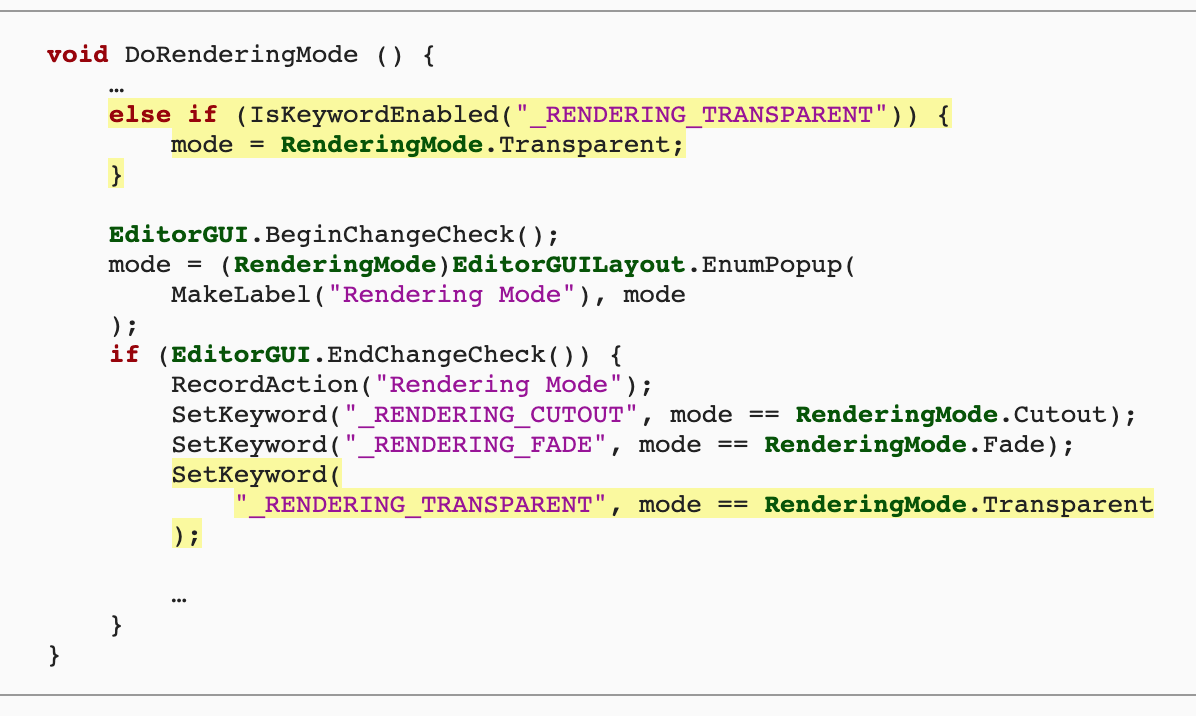 void DoRenderingMode () {
…
else if (IsKeywordEnabled("_RENDERING_TRANSPARENT")) {
mode = RenderingMode.Transparent;
}
EditorGUI.BeginChangeCheck();
mode = (RenderingMode)EditorGUILayout.EnumPopup(
MakeLabel("Rendering Mode"), mode
);
if (EditorGUI.EndChangeCheck()) {
RecordAction("Rendering Mode");
SetKeyword("_RENDERING_CUTOUT", mode == RenderingMode.Cutout);
SetKeyword("_RENDERING_FADE", mode == RenderingMode.Fade);
SetKeyword(
"_RENDERING_TRANSPARENT", mode == RenderingMode.Transparent
);
…
}
}